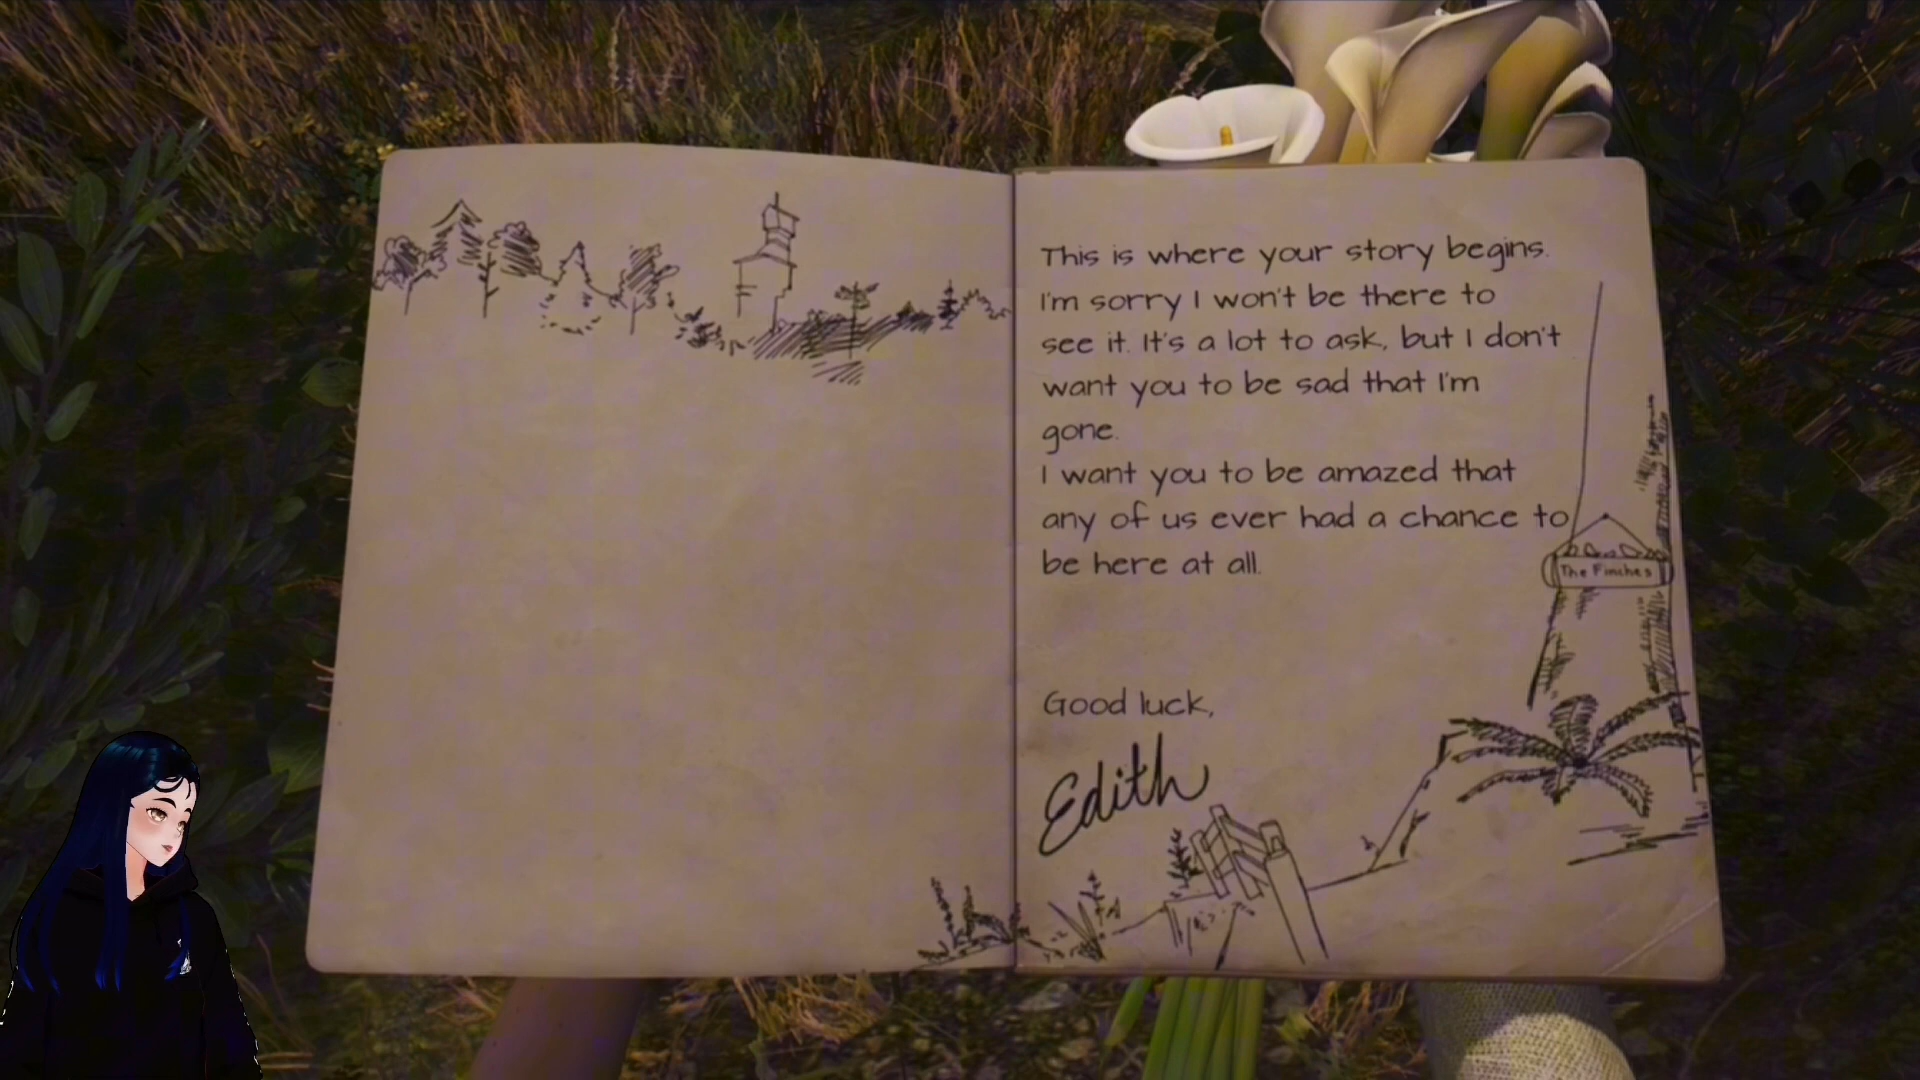 This is where your story begins.
I'm sorry I won't be there to
see it. It's a lot to ask, but I don't
want you to be sad that I'm
gone.
I want you to be amazed that
any of us ever had a chance to
be here at all.
The Finches
Good luck,
Edith